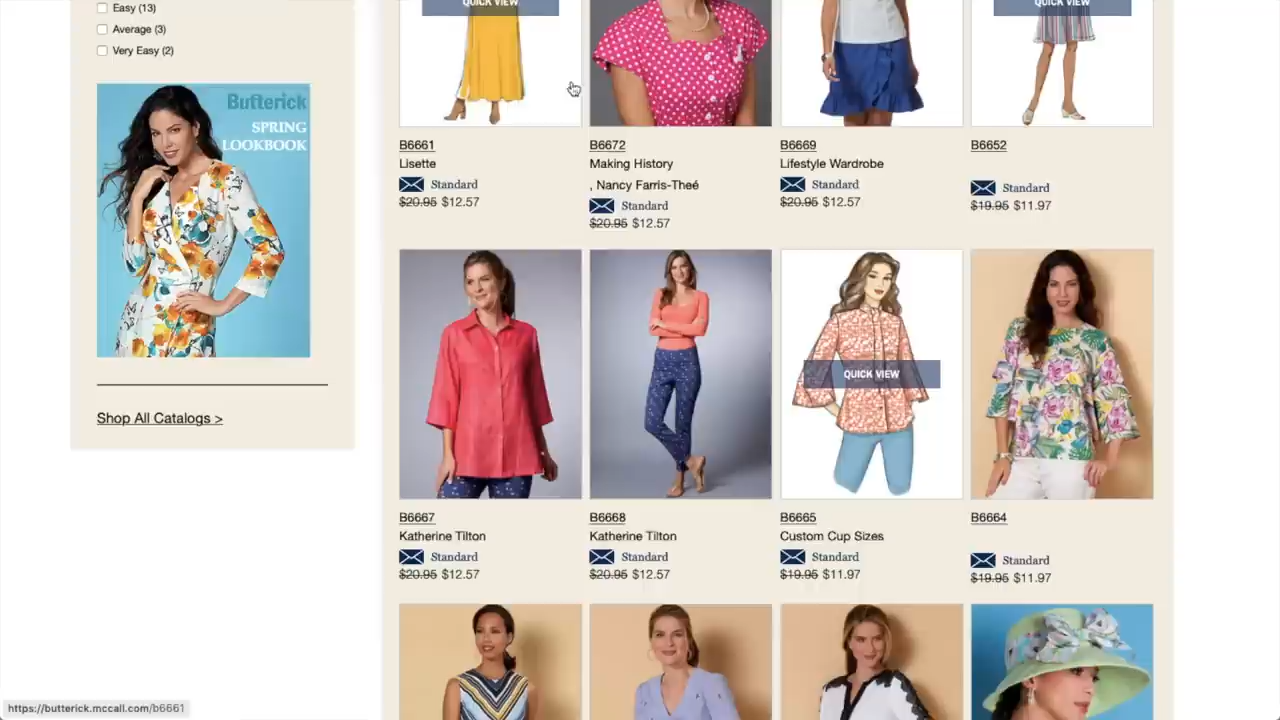 Easy (13)
Average (3)
Very Easy (2)
Butterick
SPRING
LOOKBOOK
Shop All Catalogs >
QUICK VIEW
QUICK VIEW
B6661
Lisette
Standard
$20.95 $12.57
B6672
Making History
, Nancy Farris-Theé
Standard
$20.95 $12.57
B6669
Lifestyle Wardrobe
Standard
$20.95 $12.57
B6652
Standard
$19.95 $11.97
QUICK VIEW
B6667
Katherine Tilton
Standard
$20.95 $12.57
B6668
Katherine Tilton
Standard
$20.95 $12.57
B6665
Custom Cup Sizes
Standard
$19.95 $11.97
B6664
Standard
$19.95 $11.97
https://butterick.mccall.com/b6661